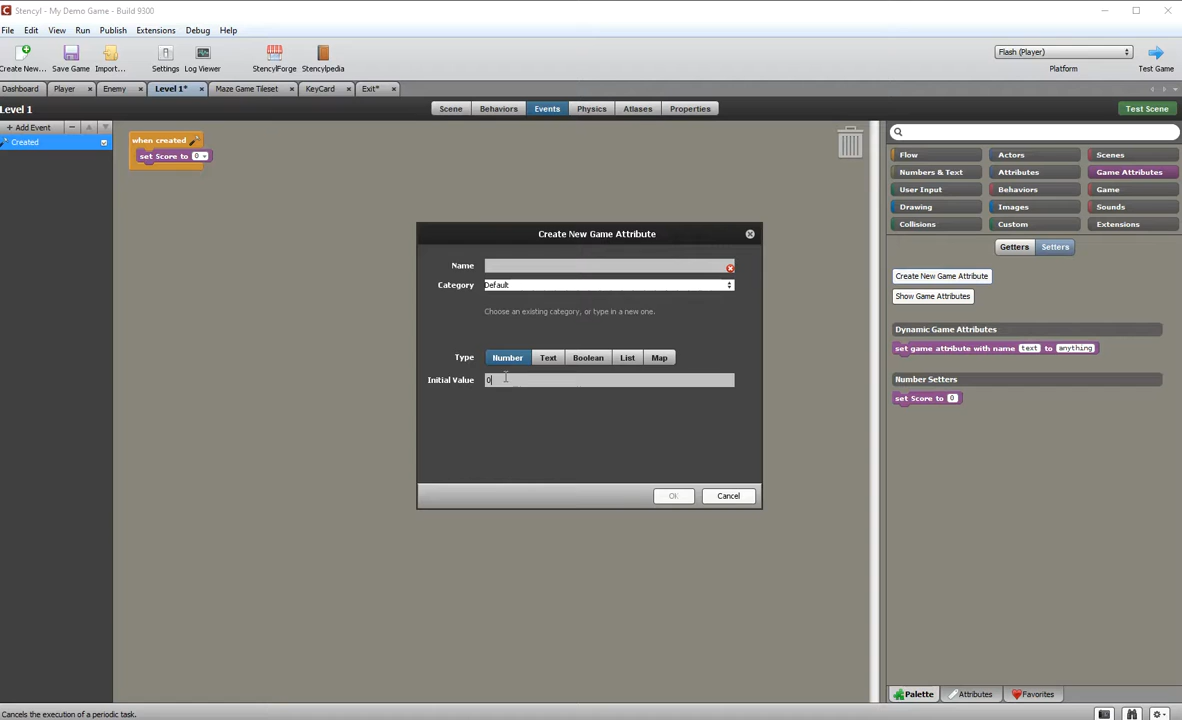 Stencyl - My Demo Game - Build 9300
File Edit View Run Publish Extensions Debug Help
Create New... Save Game Import... Settings Log Viewer StencylForge Stencylpedia Flash (Player) Platform Test Game
Dashboard Player Enemy Level 1* Maze Game Tileset KeyCard Exit*
Level 1 Scene Behaviors Events Physics Atlases Properties Test Scene
+ Add Event
Created
when created
set Score to 0
Create New Game Attribute
Name
Category Default
Choose an existing category, or type in a new one.
Type Number Text Boolean List Map
Initial Value 0
OK Cancel
Flow Actors Scenes
Numbers & Text Attributes Game Attributes
User Input Behaviors Game
Drawing Images Sounds
Collisions Custom Extensions
Getters Setters
Create New Game Attribute
Show Game Attributes
Dynamic Game Attributes
set game attribute with name text to anything
Number Setters
set Score to 0
Palette Attributes Favorites
Cancels the execution of a periodic task.